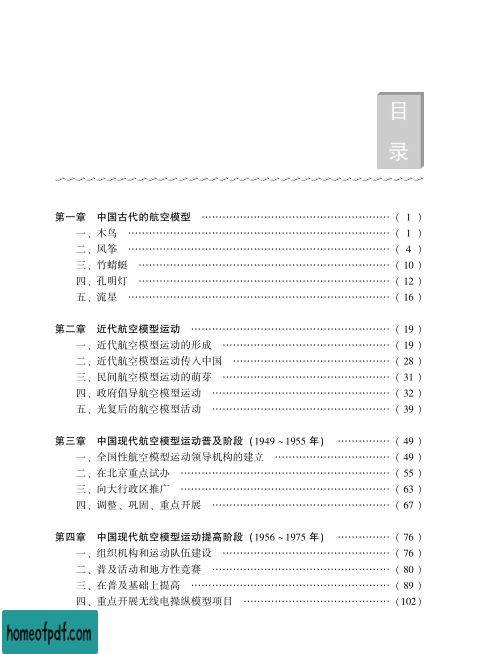 目
录
第一章 中国古代的航空模型 ……………………………………………… ( 1 )
一、木鸟 ………………………………………………………………… ( 1 )
二、风筝 ………………………………………………………………… ( 4 )
三、竹蜻蜓 ……………………………………………………………… ( 10 )
四、孔明灯 ……………………………………………………………… ( 12 )
五、流星 ………………………………………………………………… ( 16 )
第二章 近代航空模型运动 ………………………………………………… ( 19 )
一、近代航空模型运动的形成 ………………………………………… ( 19 )
二、近代航空模型运动传入中国 ……………………………………… ( 28 )
三、民间航空模型运动的萌芽 ………………………………………… ( 31 )
四、政府倡导航空模型运动 …………………………………………… ( 32 )
五、光复后的航空模型活动 …………………………………………… ( 39 )
第三章 中国现代航空模型运动普及阶段（1949～1955 年） …………… ( 49 )
一、全国性航空模型运动领导机构的建立 …………………………… ( 49 )
二、在北京重点试办 …………………………………………………… ( 55 )
三、向大行政区推广 …………………………………………………… ( 63 )
四、调整、巩固、重点开展 …………………………………………… ( 67 )
第四章 中国现代航空模型运动提高阶段（1956～1975 年） …………… ( 76 )
一、组织机构和运动队伍建设 ………………………………………… ( 76 )
二、普及活动和地方性竞赛 …………………………………………… ( 80 )
三、在普及基础上提高 ………………………………………………… ( 89 )
四、重点开展无线电操纵模型项目 …………………………………… (102)
homeofpdf.com